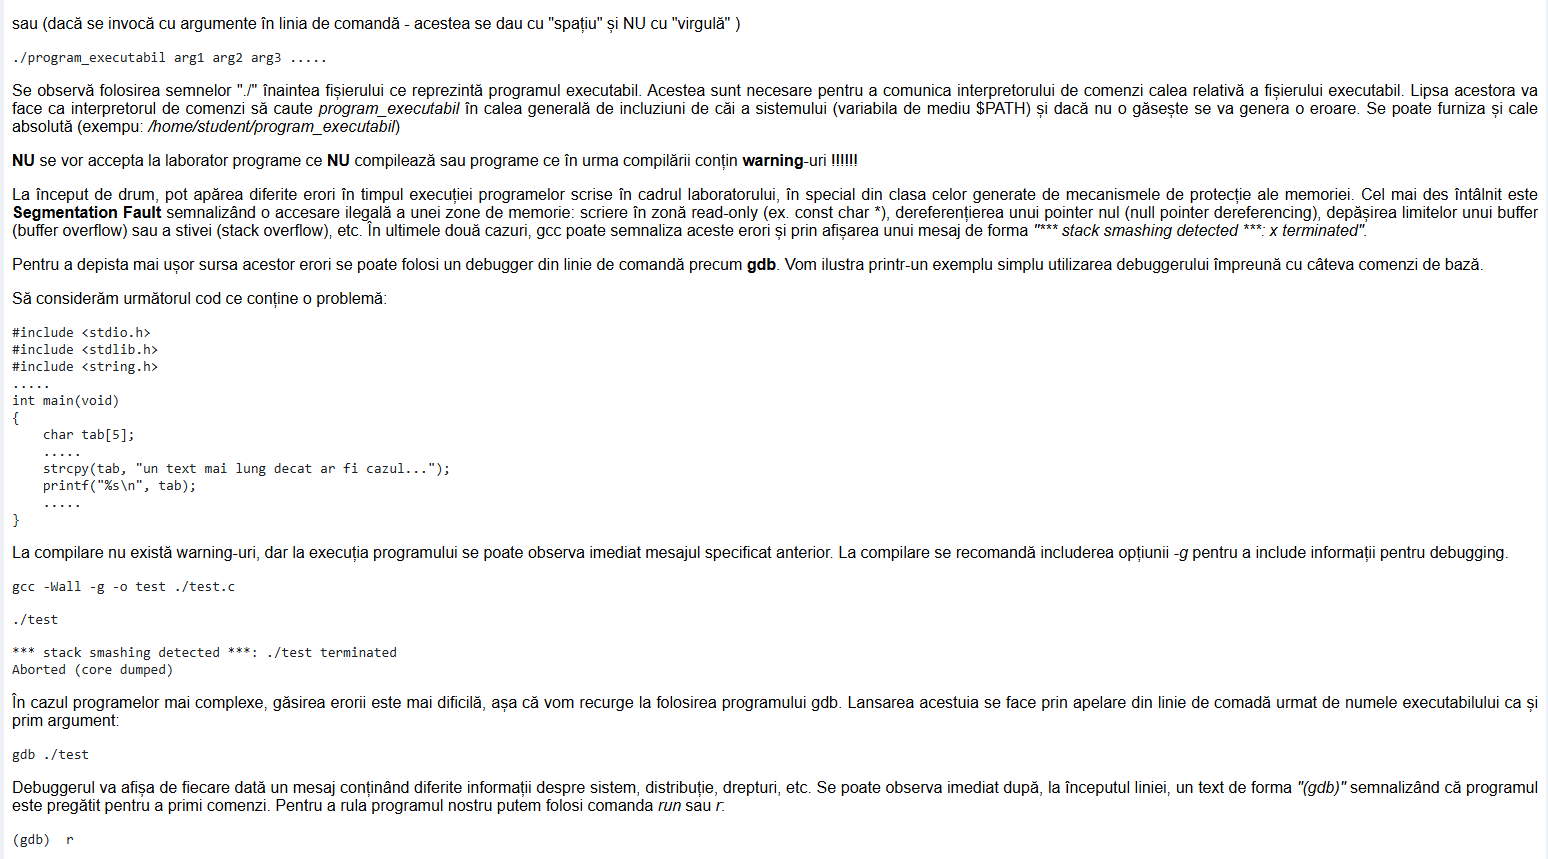 sau (dacă se invocă cu argumente în linia de comandă - acestea se dau cu "spațiu" și NU cu "virgulă" )
./program_executabil arg1 arg2 arg3 .....
Se observă folosirea semnelor "./" înaintea fișierului ce reprezintă programul executabil. Acestea sunt necesare pentru a comunica interpretorului de comenzi calea relativă a fișierului executabil. Lipsa acestora va
face ca interpretorul de comenzi să caute program_executabil în calea generală de incluziuni de căi a sistemului (variabila de mediu $PATH) și dacă nu o găsește se va genera o eroare. Se poate furniza și cale
absolută (exempu: /home/student/program_executabil)
NU se vor accepta la laborator programe ce NU compilează sau programe ce în urma compilării conțin warning-uri !!!!!!
La început de drum, pot apărea diferite erori în timpul execuției programelor scrise în cadrul laboratorului, în special din clasa celor generate de mecanismele de protecție ale memoriei. Cel mai des întâlnit este
Segmentation Fault semnalizând o accesare ilegală a unei zone de memorie: scriere în zonă read-only (ex. const char *), dereferențierea unui pointer nul (null pointer dereferencing), depășirea limitelor unui buffer
(buffer overflow) sau a stivei (stack overflow), etc. În ultimele două cazuri, gcc poate semnaliza aceste erori și prin afișarea unui mesaj de forma "*** stack smashing detected ***: x terminated".
Pentru a depista mai ușor sursa acestor erori se poate folosi un debugger din linie de comandă precum gdb. Vom ilustra printr-un exemplu simplu utilizarea debuggerului împreună cu câteva comenzi de bază.
Să considerăm următorul cod ce conține o problemă:
#include <stdio.h>
#include <stdlib.h>
#include <string.h>
.....
int main(void)
{
    char tab[5];
    .....
    strcpy(tab, "un text mai lung decat ar fi cazul...");
    printf("%s\n", tab);
    .....
}
La compilare nu există warning-uri, dar la execuția programului se poate observa imediat mesajul specificat anterior. La compilare se recomandă includerea opțiunii -g pentru a include informații pentru debugging.
gcc -Wall -g -o test ./test.c
./test
*** stack smashing detected ***: ./test terminated
Aborted (core dumped)
În cazul programelor mai complexe, găsirea erorii este mai dificilă, așa că vom recurge la folosirea programului gdb. Lansarea acestuia se face prin apelare din linie de comadă urmat de numele executabilului ca și
prim argument:
gdb ./test
Debuggerul va afișa de fiecare dată un mesaj conținând diferite informații despre sistem, distribuție, drepturi, etc. Se poate observa imediat după, la începutul liniei, un text de forma "(gdb)" semnalizând că programul
este pregătit pentru a primi comenzi. Pentru a rula programul nostru putem folosi comanda run sau r:
(gdb)  r